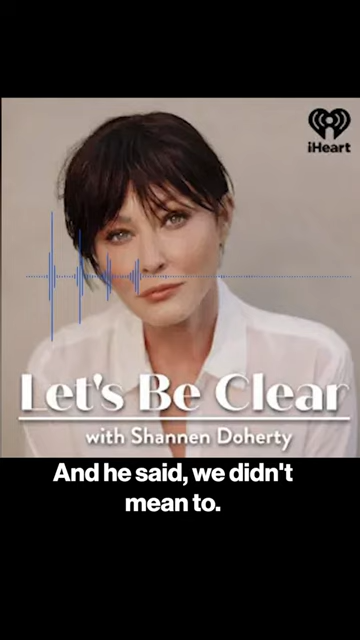 iHeart
Let's Be Clear
with Shannen Doherty
And he said, we didn't
mean to.